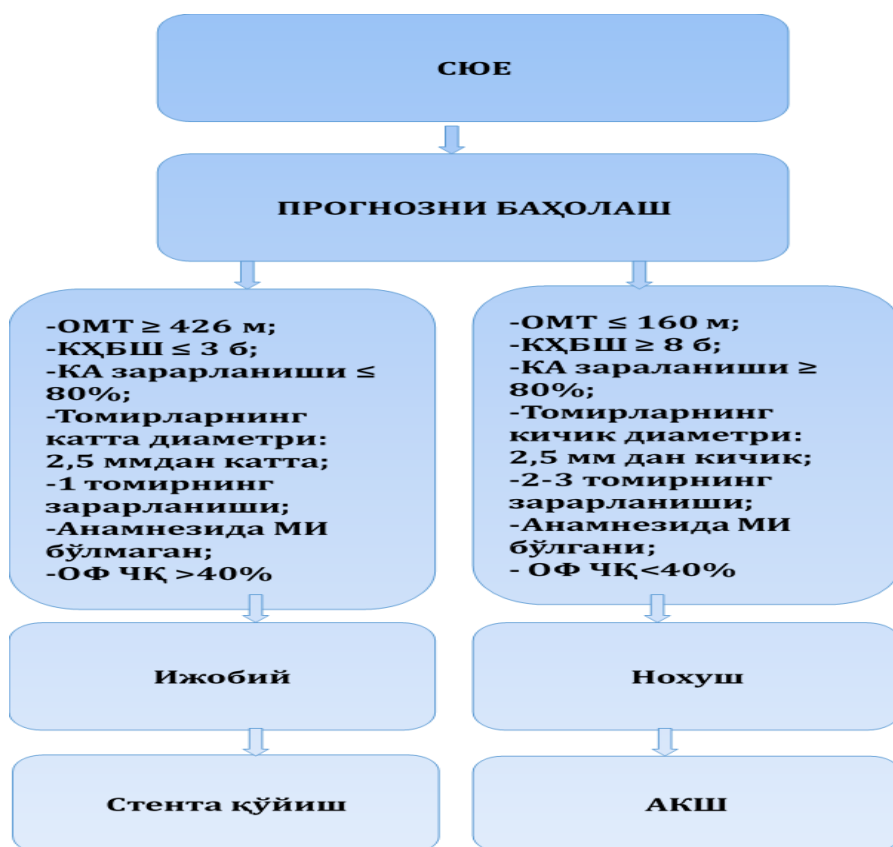 СЮЕ
ПРОГНОЗНИ БАҲОЛАШ
-ОМТ ≥ 426 м;
-КҲБШ ≤ 3 б;
-КА зарарланиши ≤
80%;
-Томирларнинг
катта диаметри:
2,5 ммдан катта;
-1 томирнинг
зарарланиши;
-Анамнезида МИ
бўлмаган;
-ОФ ЧҚ >40%
-ОМТ ≤ 160 м;
-КҲБШ ≥ 8 б;
-КА зараланиши ≥
80%;
-Томирларнинг
кичик диаметри:
2,5 мм дан кичик;
-2-3 томирнинг
зарарланиши;
-Анамнезида МИ
бўлгани;
- ОФ ЧҚ<40%
Ижобий
Нохуш
Стента қўйиш
АКШ